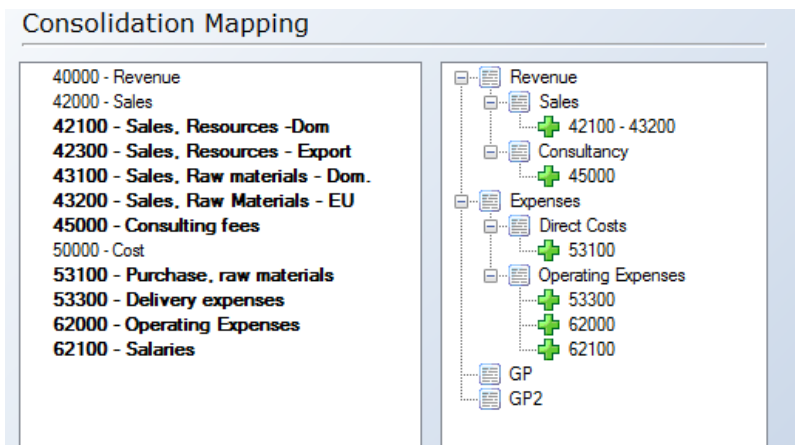 Consolidation Mapping
40000 - Revenue
42000 - Sales
42100 - Sales, Resources -Dom
42300 - Sales, Resources - Export
43100 - Sales, Raw materials - Dom.
43200 - Sales, Raw Materials - EU
45000 - Consulting fees
50000 - Cost
53100 - Purchase, raw materials
53300 - Delivery expenses
62000 - Operating Expenses
62100 - Salaries
Revenue
Sales
42100 - 43200
Consultancy
45000
Expenses
Direct Costs
53100
Operating Expenses
53300
62000
62100
GP
GP2